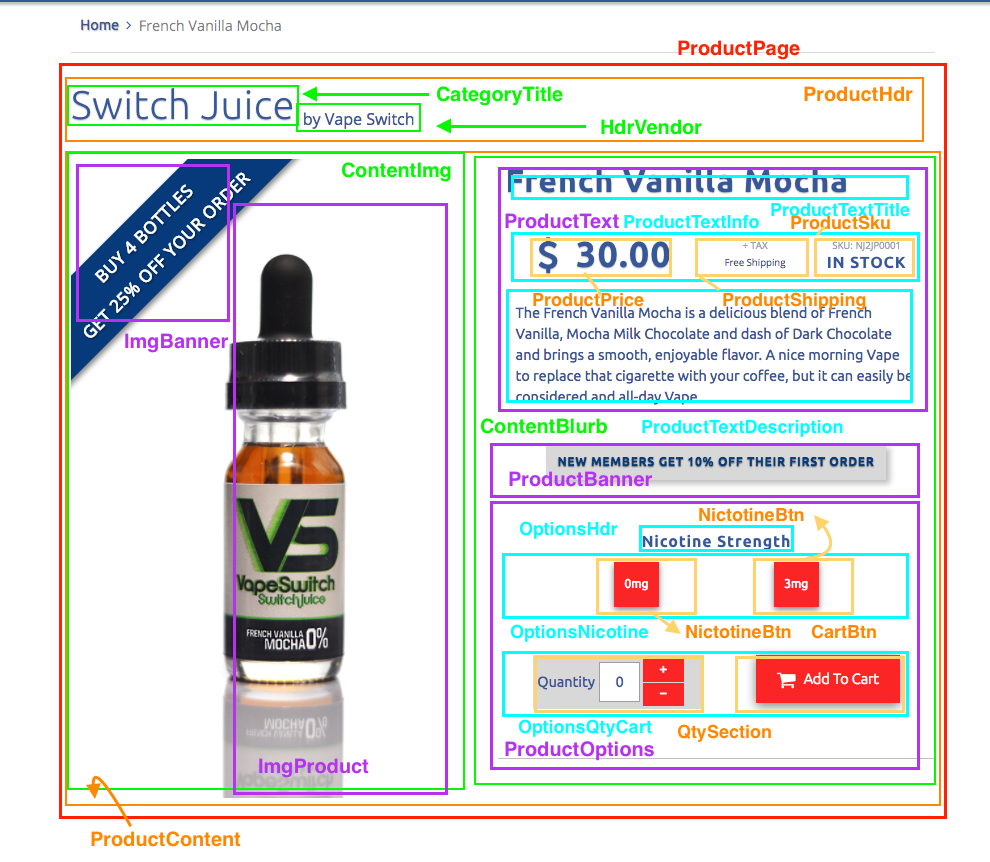 Home > French Vanilla Mocha
ProductPage
Switch Juice
by Vape Switch
CategoryTitle
HdrVendor
ProductHdr
ContentImg
BUY 4 BOTTLES
GET 25% OFF YOUR ORDER
ImgBanner
VS
VapeSwitch
SwitchJuice
FRENCH VANILLA
MOCHA 0%
ImgProduct
French Vanilla Mocha
ProductTextTitle
ProductText ProductTextInfo
ProductSku
$ 30.00
+ TAX
Free Shipping
SKU: NJ2JP0001
IN STOCK
ProductPrice
ProductShipping
The French Vanilla Mocha is a delicious blend of French
Vanilla, Mocha Milk Chocolate and dash of Dark Chocolate
and brings a smooth, enjoyable flavor. A nice morning Vape
to replace that cigarette with your coffee, but it can easily be
considered and all-day Vape
ContentBlurb
ProductTextDescription
NEW MEMBERS GET 10% OFF THEIR FIRST ORDER
ProductBanner
NictotineBtn
OptionsHdr
Nicotine Strength
0mg
3mg
OptionsNicotine
NictotineBtn
CartBtn
Quantity
0
+
−
Add To Cart
OptionsQtyCart
QtySection
ProductOptions
ProductContent